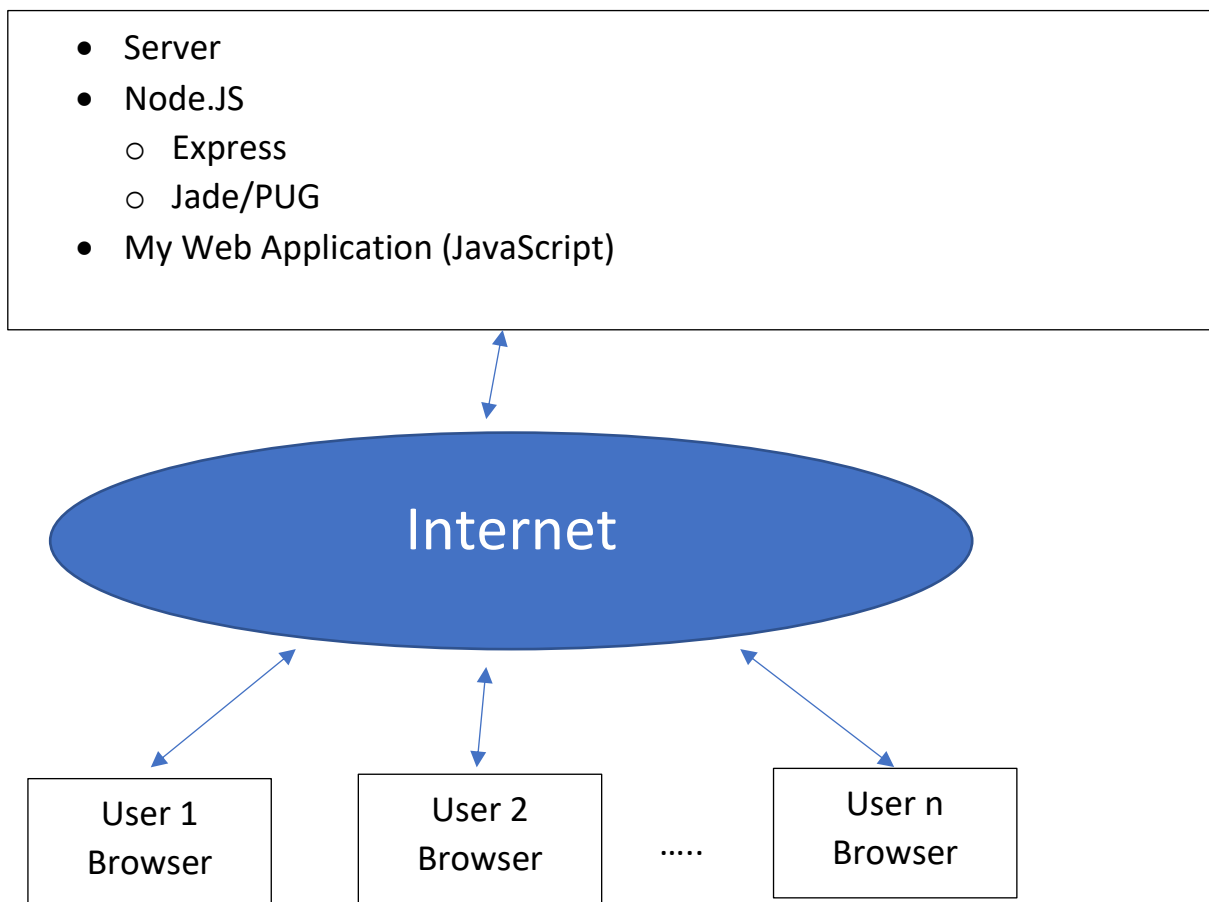 • Server
• Node.JS
o Express
o Jade/PUG
• My Web Application (JavaScript)
Internet
User 1
Browser
User 2
Browser
.....
User n
Browser